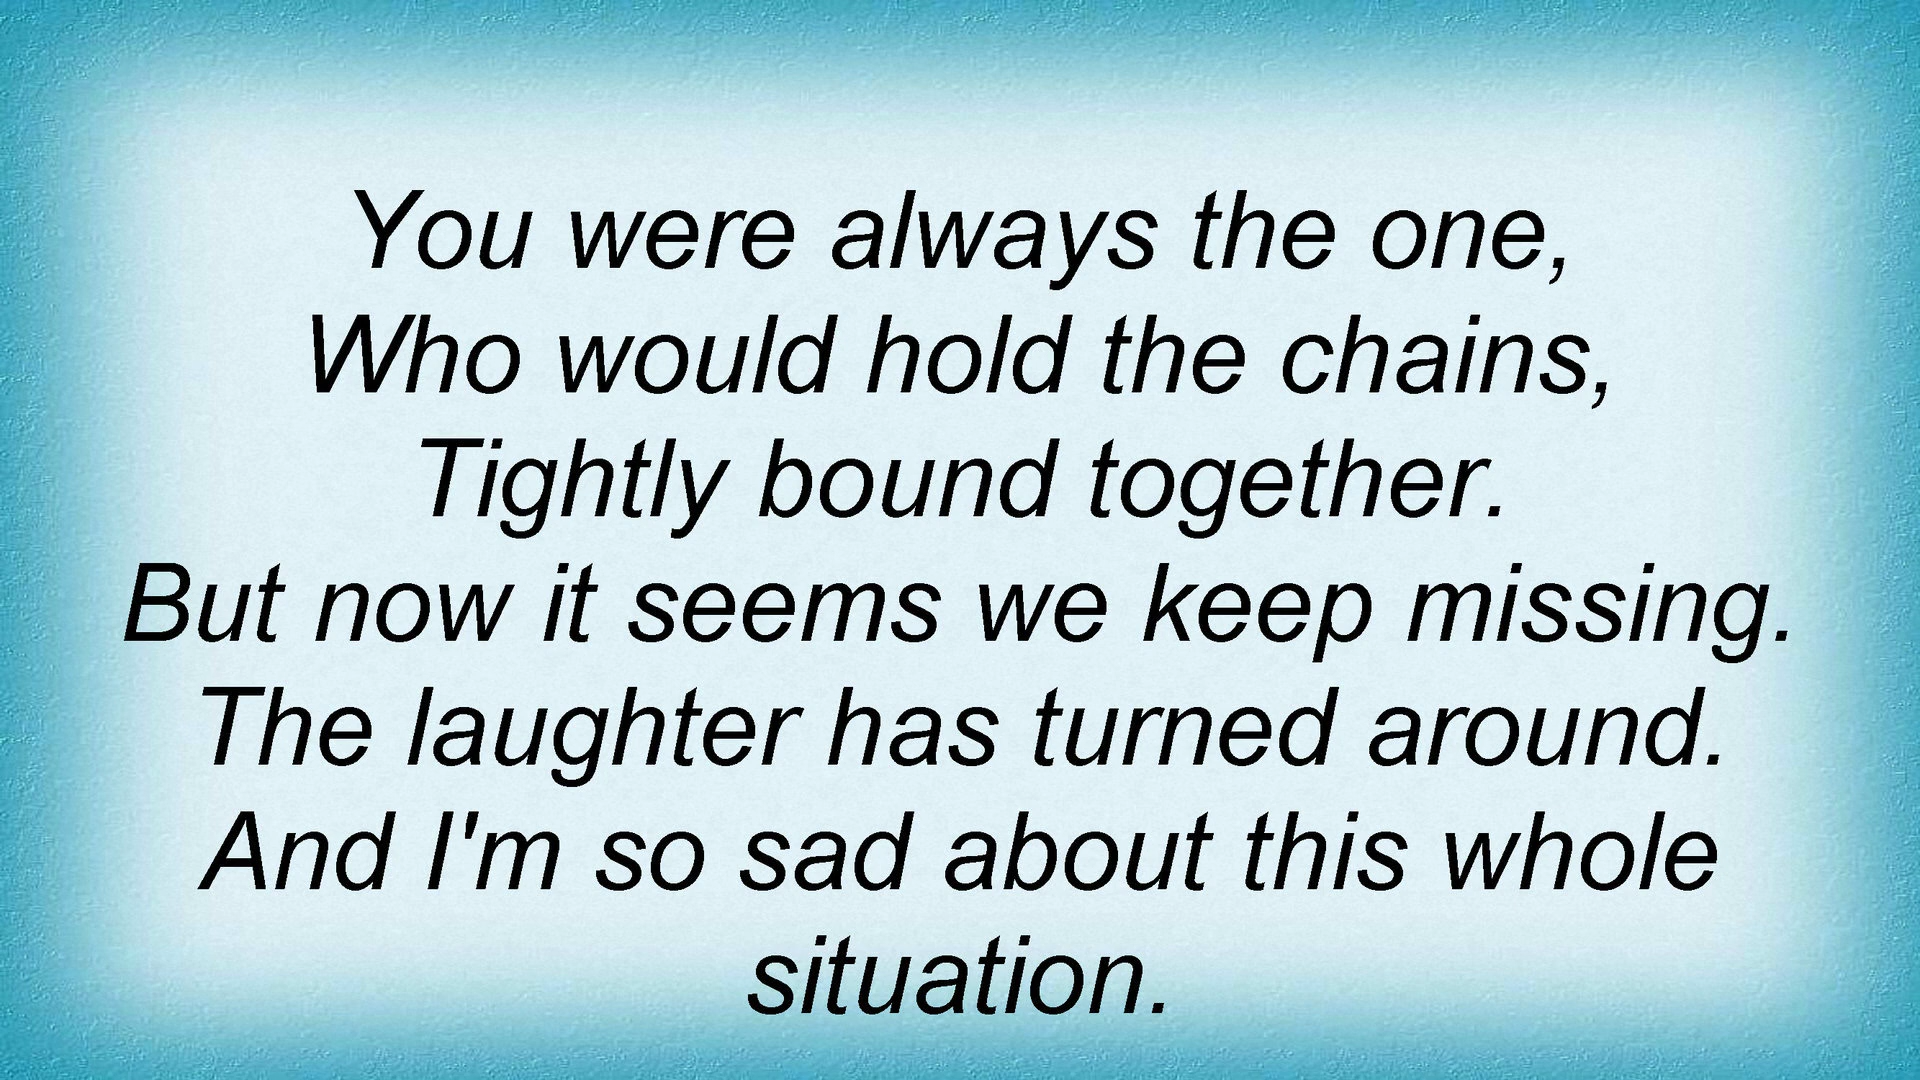 You were always the one,
Who would hold the chains,
Tightly bound together.
But now it seems we keep missing.
The laughter has turned around.
And I'm so sad about this whole
situation.